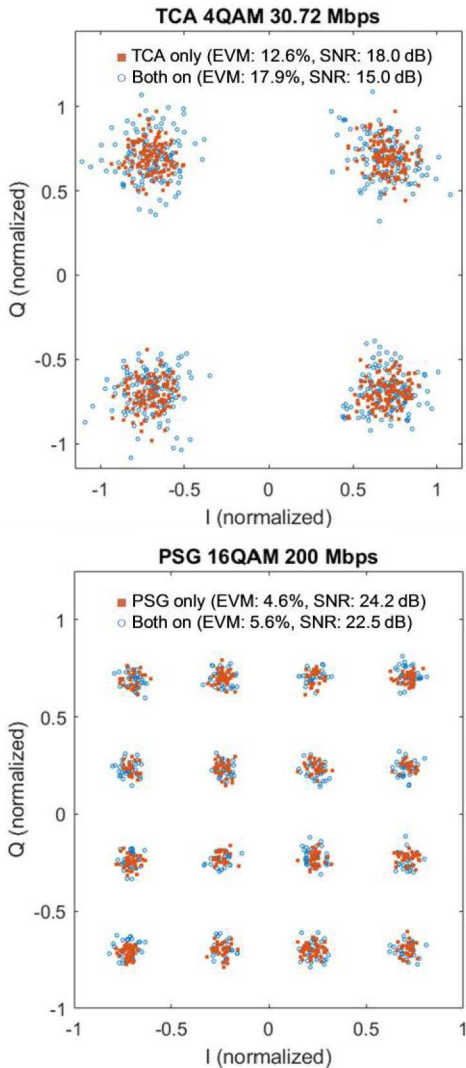 TCA 4QAM 30.72 Mbps
TCA only (EVM: 12.6%, SNR: 18.0 dB)
Both on (EVM: 17.9%, SNR: 15.0 dB)
1
0.5
0
-0.5
-1
Q (normalized)
-1 -0.5 0 0.5 1
I (normalized)
PSG 16QAM 200 Mbps
PSG only (EVM: 4.6%, SNR: 24.2 dB)
Both on (EVM: 5.6%, SNR: 22.5 dB)
1
0.5
0
-0.5
-1
Q (normalized)
-1 -0.5 0 0.5 1
I (normalized)